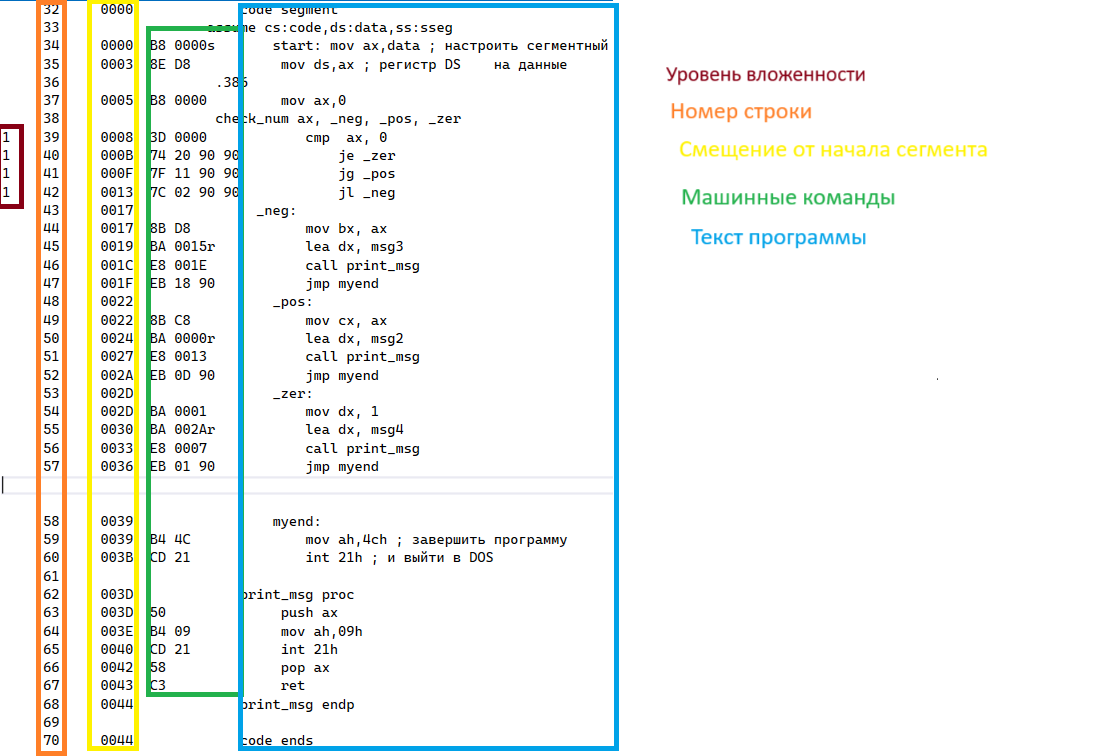 32 0000 code segment
33 assume cs:code,ds:data,ss:sseg
34 0000 B8 0000s start: mov ax,data ; настроить сегментный
35 0003 8E D8 mov ds,ax ; регистр DS на данные
36 .386
37 0005 B8 0000 mov ax,0
38 check_num ax, _neg, _pos, _zer
1 39 0008 3D 0000 cmp ax, 0
1 40 000B 74 20 90 90 je _zer
1 41 000F 7F 11 90 90 jg _pos
1 42 0013 7C 02 90 90 jl _neg
43 0017 _neg:
44 0017 8B D8 mov bx, ax
45 0019 BA 0015r lea dx, msg3
46 001C E8 001E call print_msg
47 001F EB 18 90 jmp myend
48 0022 _pos:
49 0022 8B C8 mov cx, ax
50 0024 BA 0000r lea dx, msg2
51 0027 E8 0013 call print_msg
52 002A EB 0D 90 jmp myend
53 002D _zer:
54 002D BA 0001 mov dx, 1
55 0030 BA 002Ar lea dx, msg4
56 0033 E8 0007 call print_msg
57 0036 EB 01 90 jmp myend
58 0039 myend:
59 0039 B4 4C mov ah,4ch ; завершить программу
60 003B CD 21 int 21h ; и выйти в DOS
61
62 003D print_msg proc
63 003D 50 push ax
64 003E B4 09 mov ah,09h
65 0040 CD 21 int 21h
66 0042 58 pop ax
67 0043 C3 ret
68 0044 print_msg endp
69
70 0044 code ends
Уровень вложенности
Номер строки
Смещение от начала сегмента
Машинные команды
Текст программы